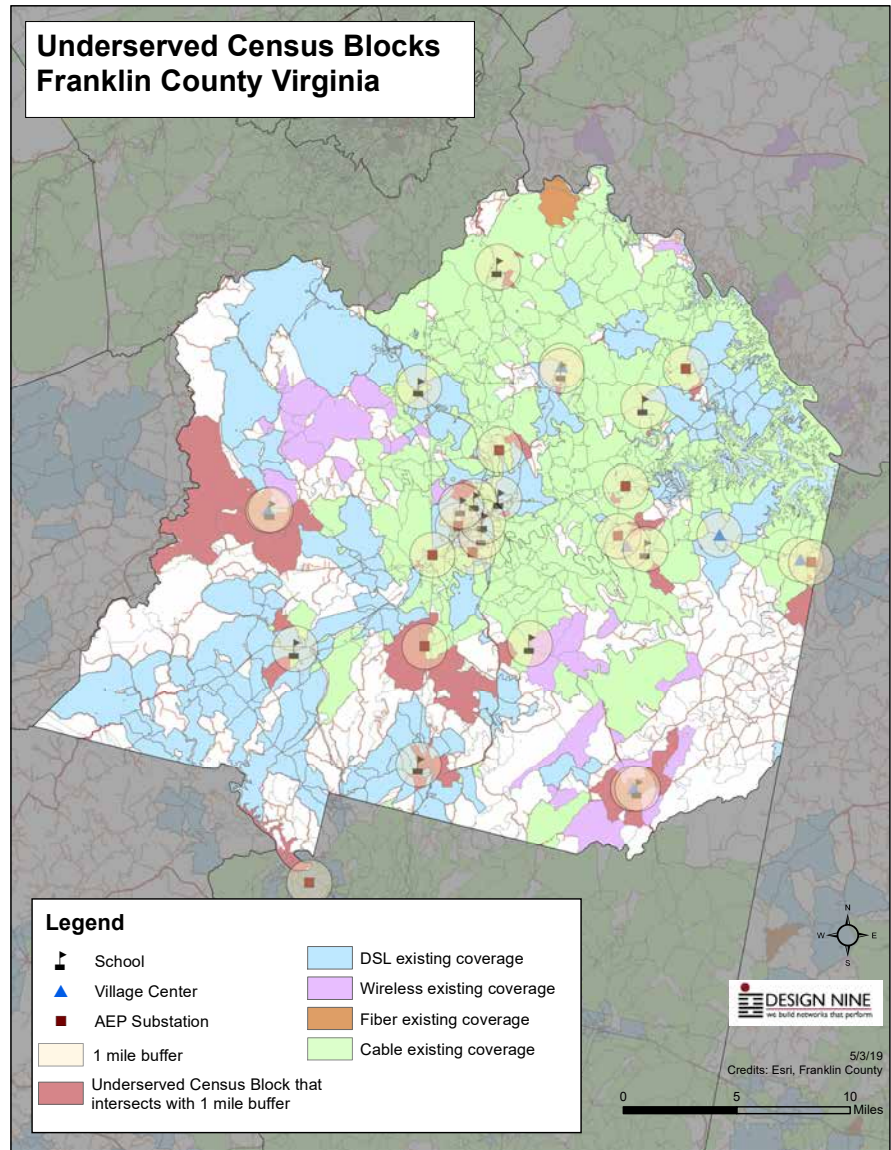 Underserved Census Blocks
Franklin County Virginia
Legend
School
Village Center
AEP Substation
1 mile buffer
Underserved Census Block that
intersects with 1 mile buffer
DSL existing coverage
Wireless existing coverage
Fiber existing coverage
Cable existing coverage
N
W
E
S
DESIGN NINE
we build networks that perform
5/3/19
Credits: Esri, Franklin County
0
5
10
Miles